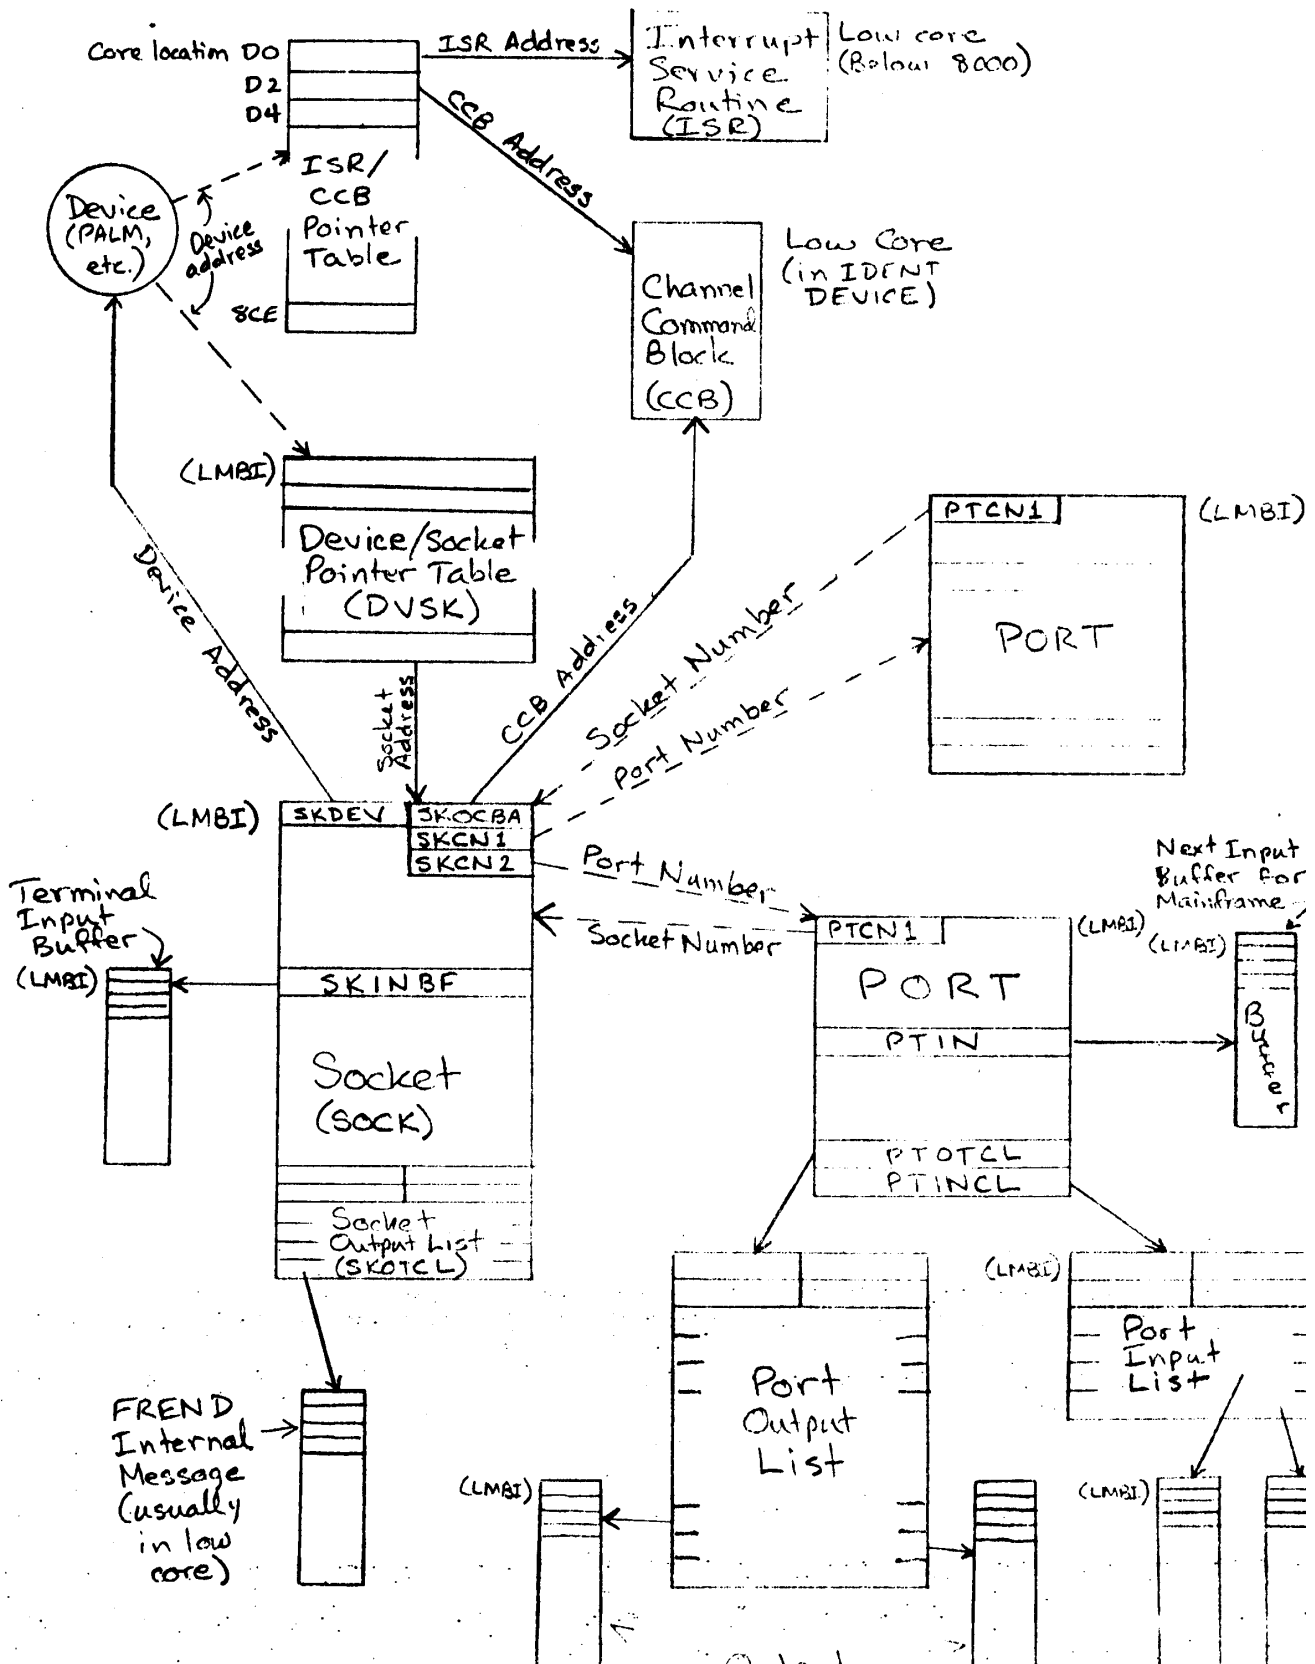 Core location D0
D2
D4
ISR Address
Interrupt
Service
Routine
(ISR)
Low core
(Below 8000)
CCB Address
ISR/
CCB
Pointer
Table
8CE
Device
(PALM,
etc.)
Device
address
Channel
Command
Block
(CCB)
Low Core
(in IDENT
DEVICE)
(LMBI)
Device/Socket
Pointer Table
(DVSK)
Device Address
Socket
Address
CCB Address
Socket Number
Port Number
PTCN1
(LMBI)
PORT
(LMBI)
SKDEV
SKOCBA
SKCN1
SKCN2
Port Number
Socket Number
Terminal
Input
Buffer
(LMBI)
SKINBF
Socket
(SOCK)
Socket
Output List
(SKOTCL)
PTCN1
(LMBI)
PORT
PTIN
PTOTCL
PTINCL
Next Input
Buffer for
Mainframe
(LMBI)
Buffer
FREND
Internal
Message
(usually
in low
core)
Port
Output
List
(LMBI)
(LMBI)
Port
Input
List
(LMBI)